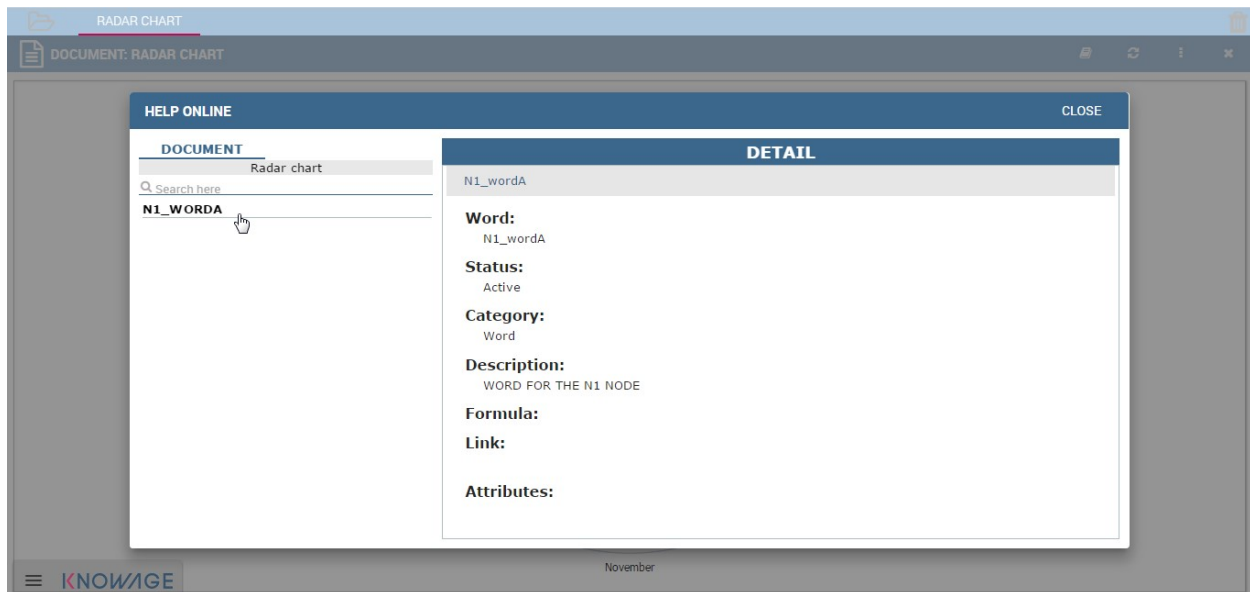 RADAR CHART
DOCUMENT: RADAR CHART
HELP ONLINE
CLOSE
DOCUMENT
Radar chart
Search here
N1_WORDA
DETAIL
N1_wordA
Word:
N1_wordA
Status:
Active
Category:
Word
Description:
WORD FOR THE N1 NODE
Formula:
Link:
Attributes:
November
KNOWAGE